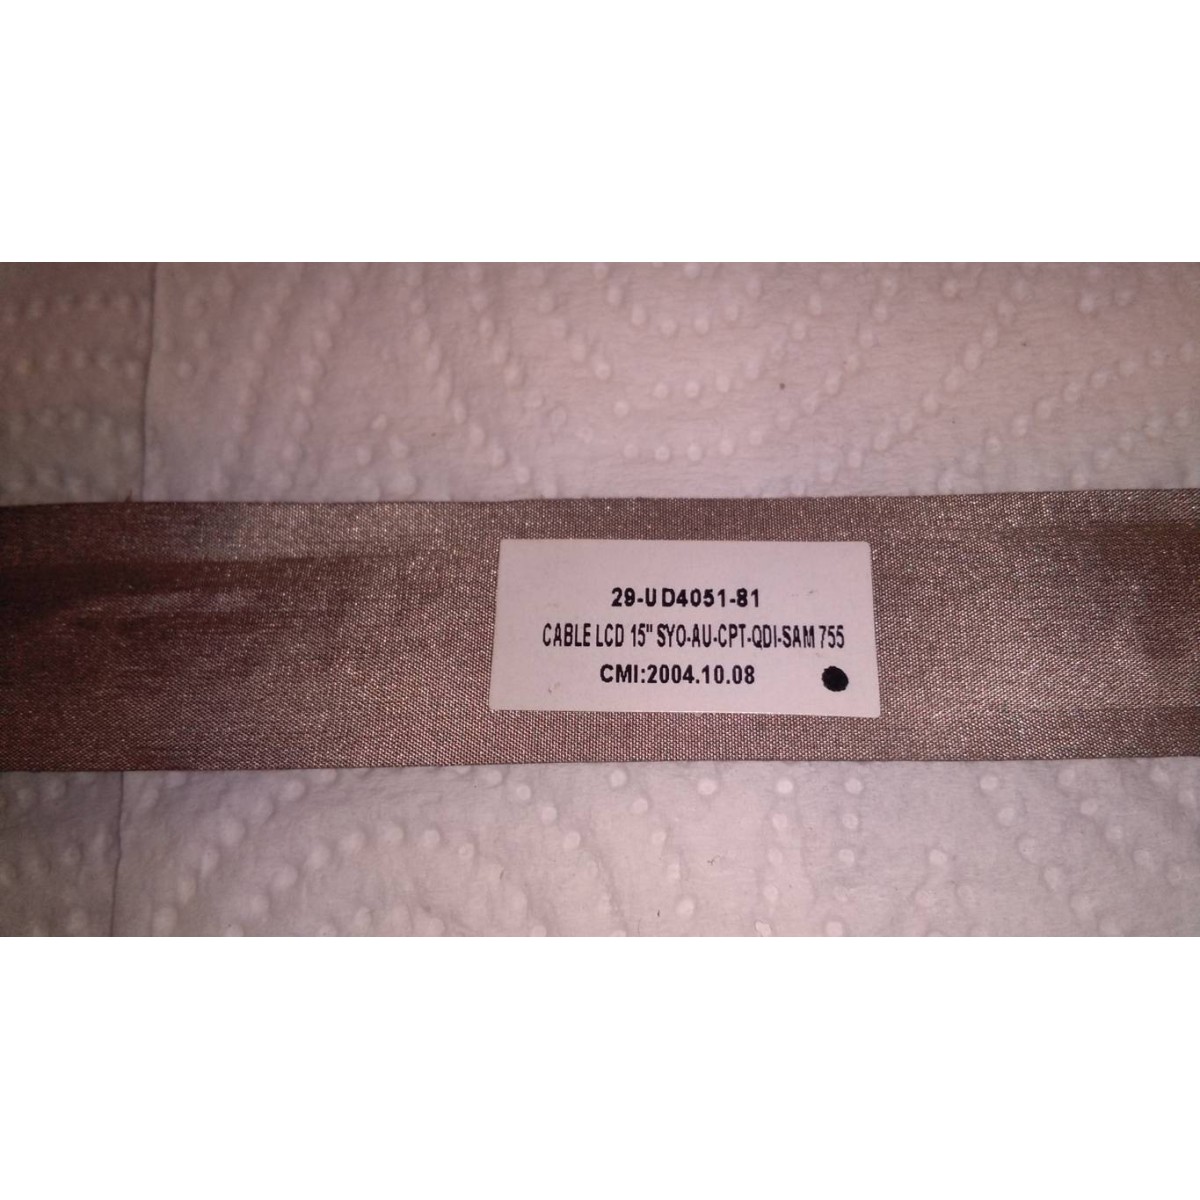 29-UD4051-81
CABLE LCD 15" SYO-AU-CPT-QDI-SAM 755
CMI:2004.10.08